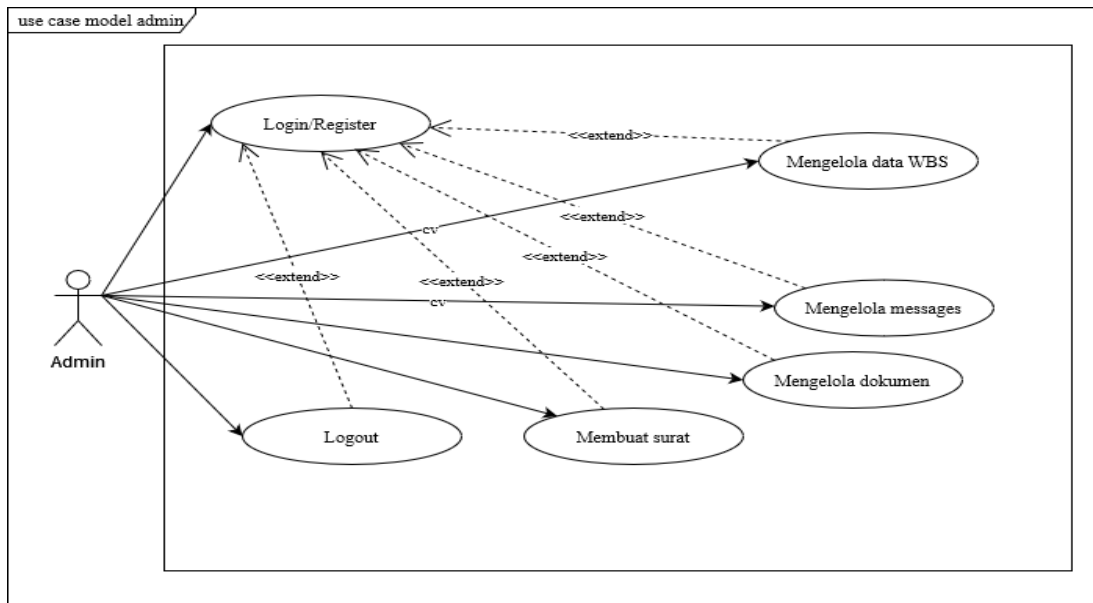 use case model admin
Login/Register
<<extend>>
Mengelola data WBS
<<extend>>
cv
<<extend>>
<<extend>>
<<extend>>
cv
Mengelola messages
Admin
Mengelola dokumen
Logout
Membuat surat